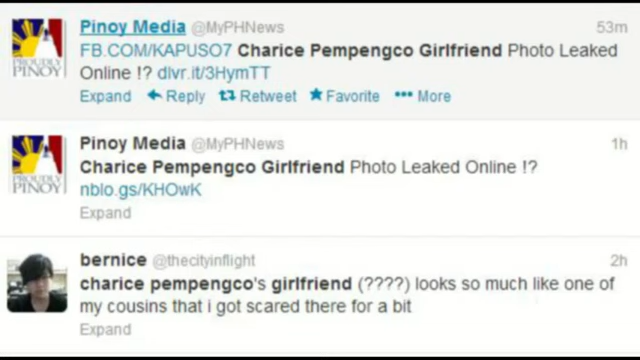 Pinoy Media @MyPHNews 53m
FB.COM/KAPUSO7 Charice Pempengco Girlfriend Photo Leaked
Online !? dlvr.it/3HymTT
Expand Reply Retweet Favorite More
PROUDLY
PINOY
Pinoy Media @MyPHNews 1h
Charice Pempengco Girlfriend Photo Leaked Online !?
nblo.gs/KHOwK
Expand
PROUDLY
PINOY
bernice @thecityinflight 2h
charice pempengco's girlfriend (????) looks so much like one of
my cousins that i got scared there for a bit
Expand